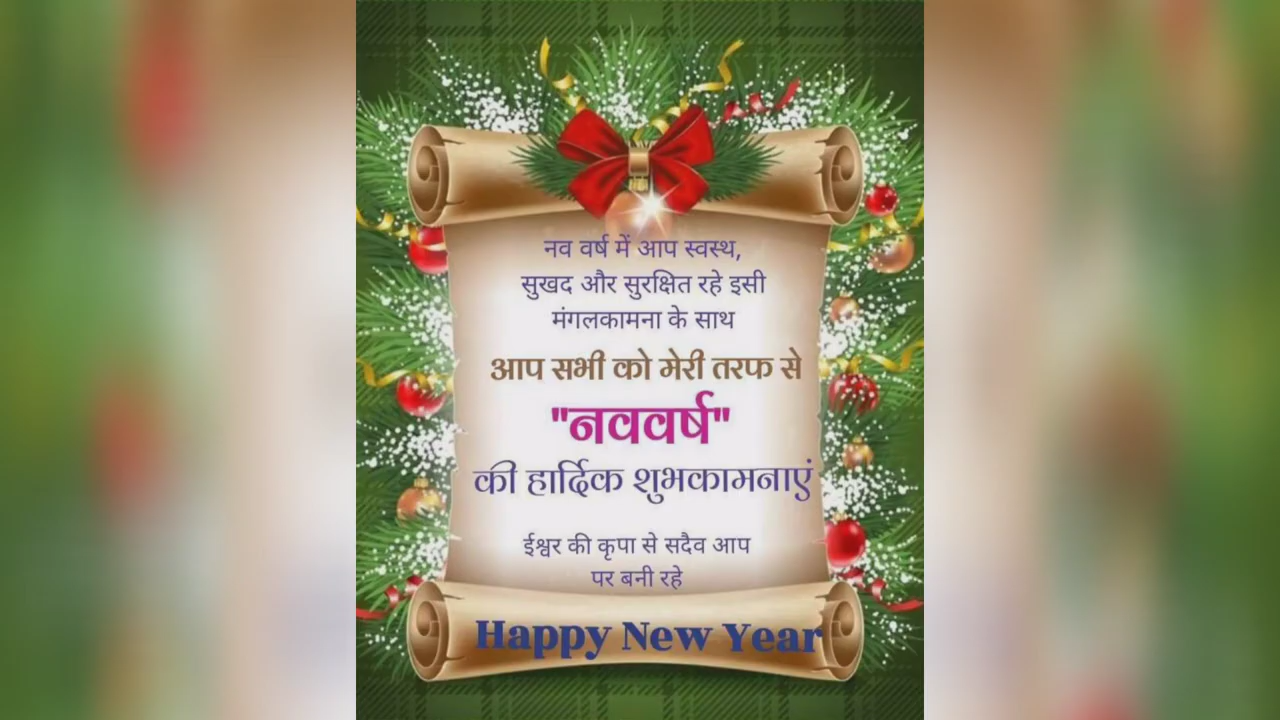 नव वर्ष में आप स्वस्थ,
सुखद और सुरक्षित रहे इसी
मंगलकामना के साथ
आप सभी को मेरी तरफ से
"नववर्ष"
की हार्दिक शुभकामनाएं
ईश्वर की कृपा से सदैव आप
पर बनी रहे
Happy New Year